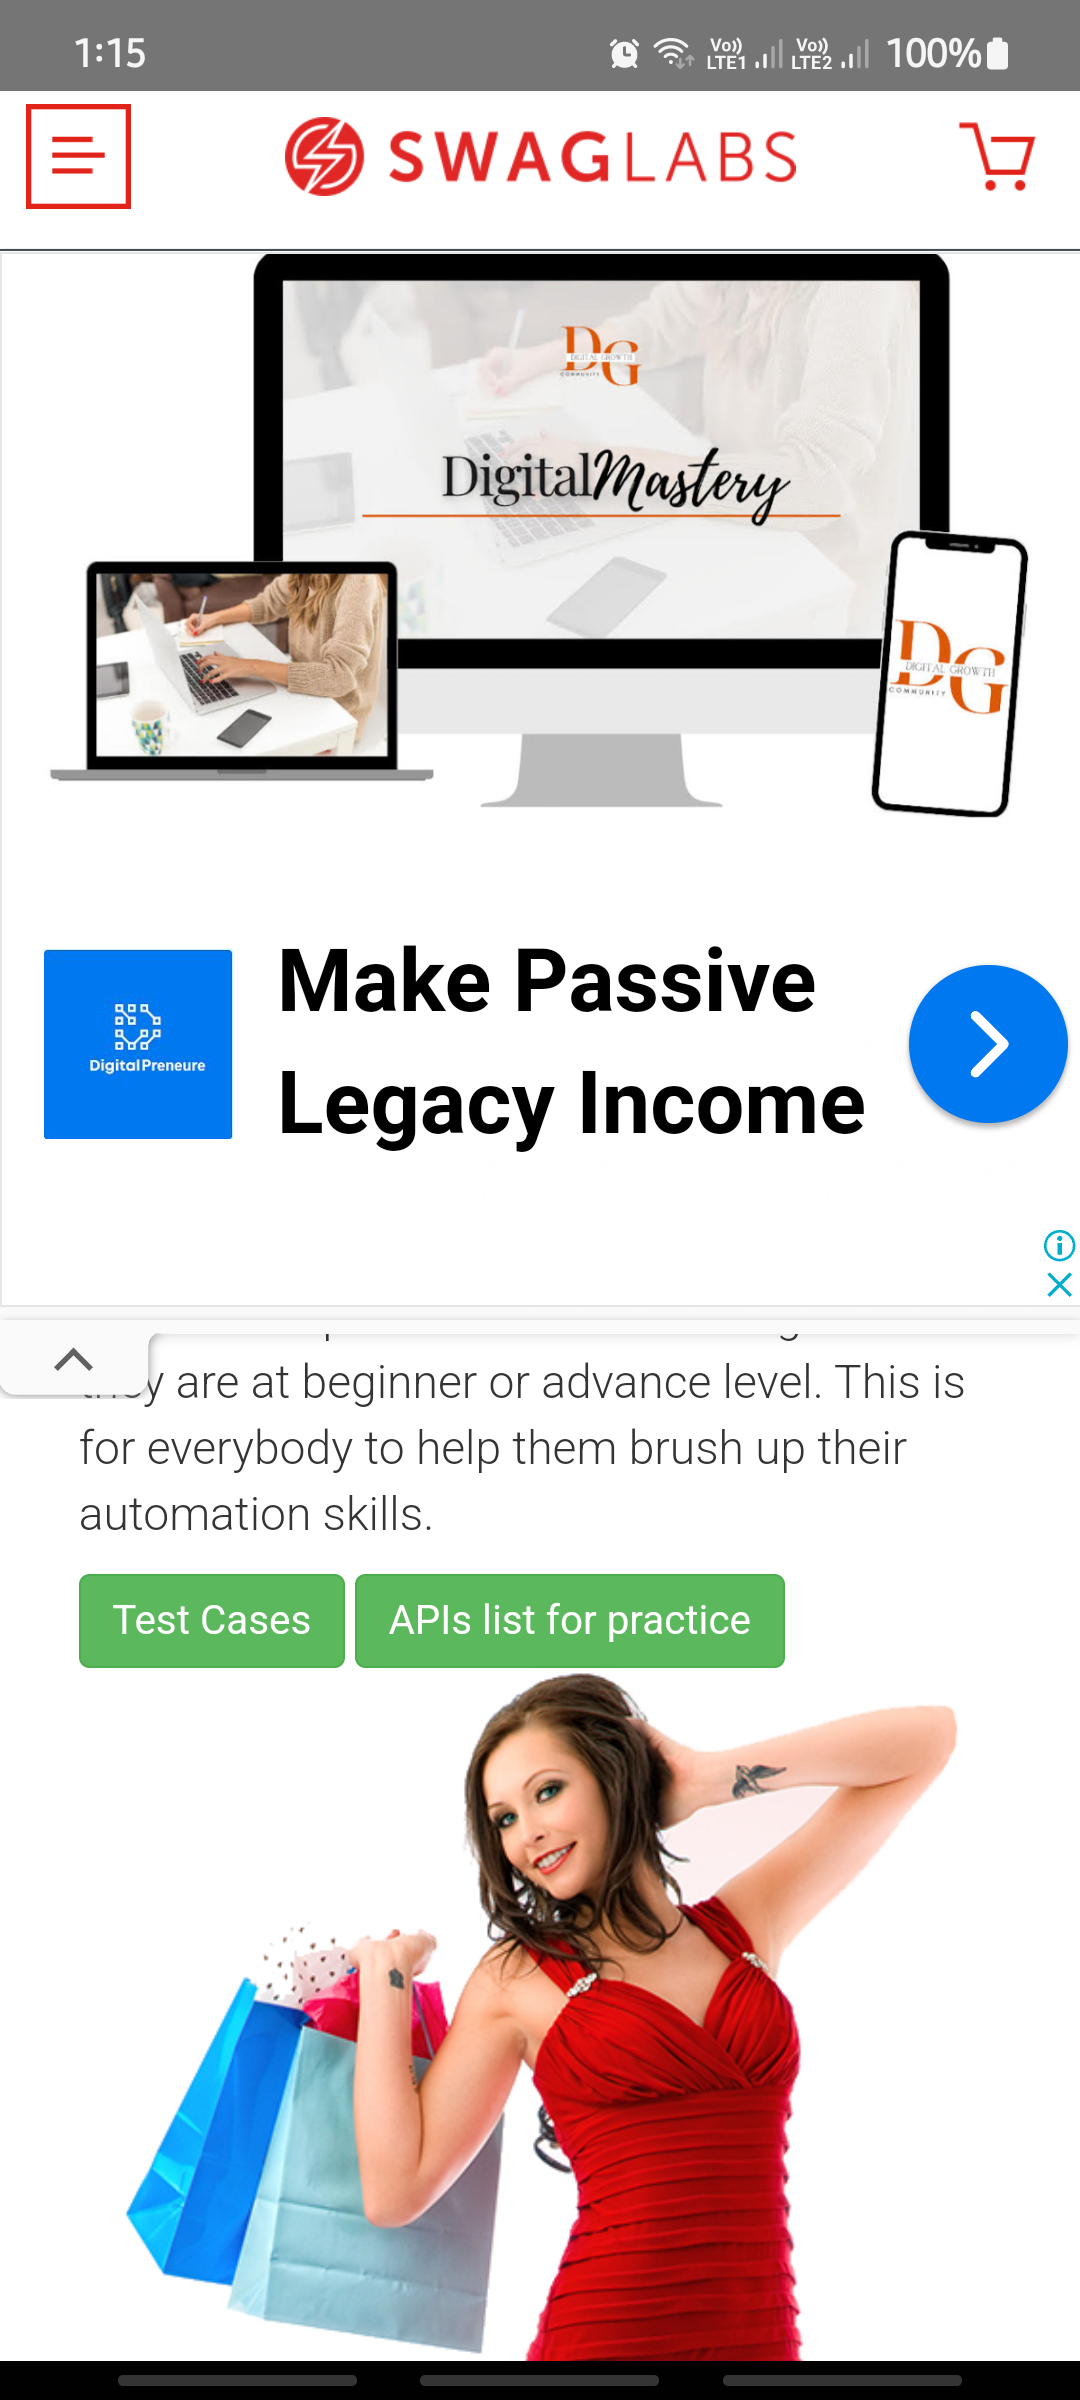 1:15
Vo)) LTE1 Vo)) LTE2 100%
SWAGLABS
DG
DIGITAL GROWTH
COMMUNITY
DigitalMastery
DG
DIGITAL GROWTH
COMMUNITY
Make Passive
Legacy Income
DigitalPreneure
they are at beginner or advance level. This is
for everybody to help them brush up their
automation skills.
Test Cases
APIs list for practice